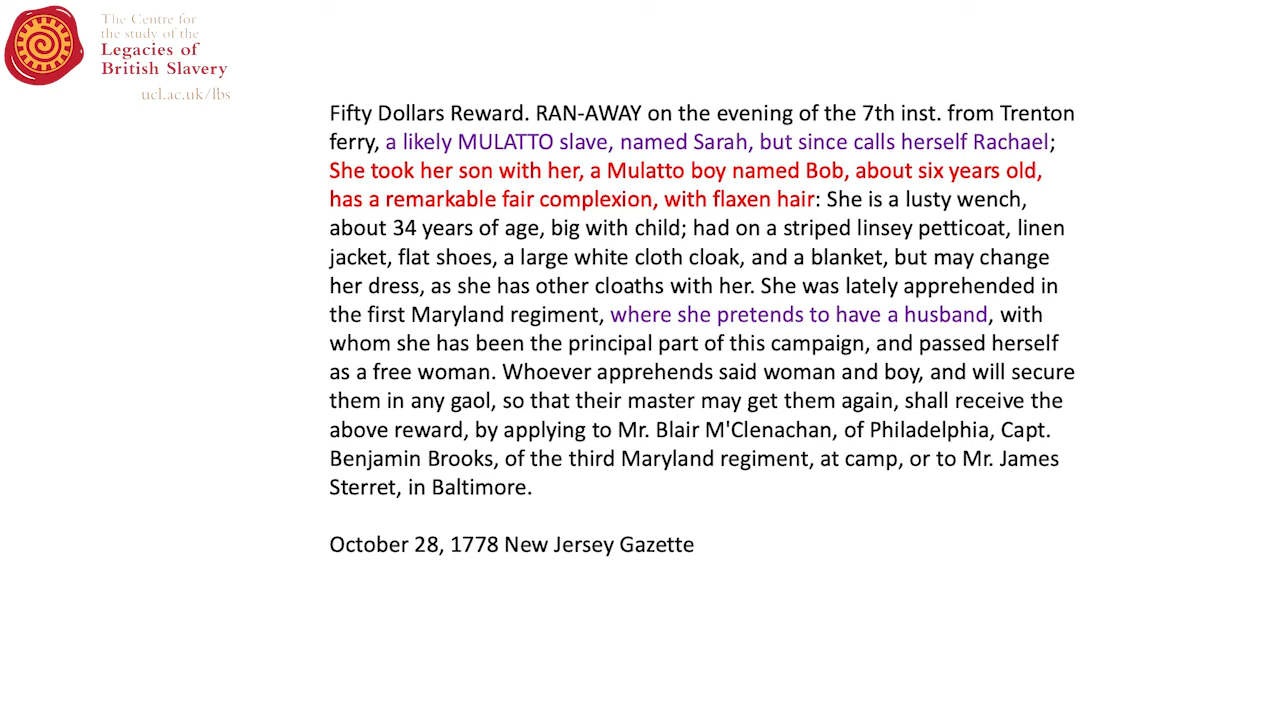 The Centre for
the study of the
Legacies of
British Slavery
ucl.ac.uk/lbs
Fifty Dollars Reward. RAN-AWAY on the evening of the 7th inst. from Trenton
ferry, a likely MULATTO slave, named Sarah, but since calls herself Rachael;
She took her son with her, a Mulatto boy named Bob, about six years old,
has a remarkable fair complexion, with flaxen hair: She is a lusty wench,
about 34 years of age, big with child; had on a striped linsey petticoat, linen
jacket, flat shoes, a large white cloth cloak, and a blanket, but may change
her dress, as she has other cloaths with her. She was lately apprehended in
the first Maryland regiment, where she pretends to have a husband, with
whom she has been the principal part of this campaign, and passed herself
as a free woman. Whoever apprehends said woman and boy, and will secure
them in any gaol, so that their master may get them again, shall receive the
above reward, by applying to Mr. Blair M'Clenachan, of Philadelphia, Capt.
Benjamin Brooks, of the third Maryland regiment, at camp, or to Mr. James
Sterret, in Baltimore.
October 28, 1778 New Jersey Gazette